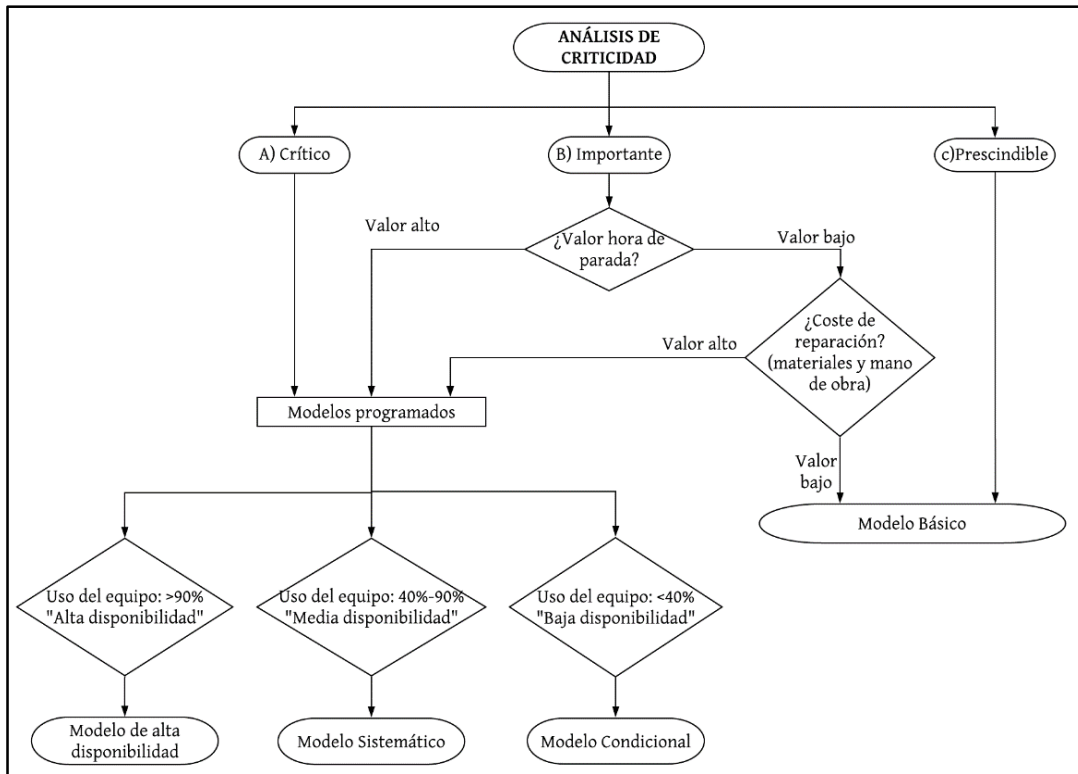 ANÁLISIS DE
CRITICIDAD
A) Crítico
B) Importante
c)Prescindible
Valor alto
¿Valor hora de
parada?
Valor bajo
¿Coste de
reparación?
(materiales y mano
de obra)
Valor alto
Modelos programados
Valor
bajo
Modelo Básico
Uso del equipo: >90%
"Alta disponibilidad"
Uso del equipo: 40%-90%
"Media disponibilidad"
Uso del equipo: <40%
"Baja disponibilidad"
Modelo de alta
disponibilidad
Modelo Sistemático
Modelo Condicional